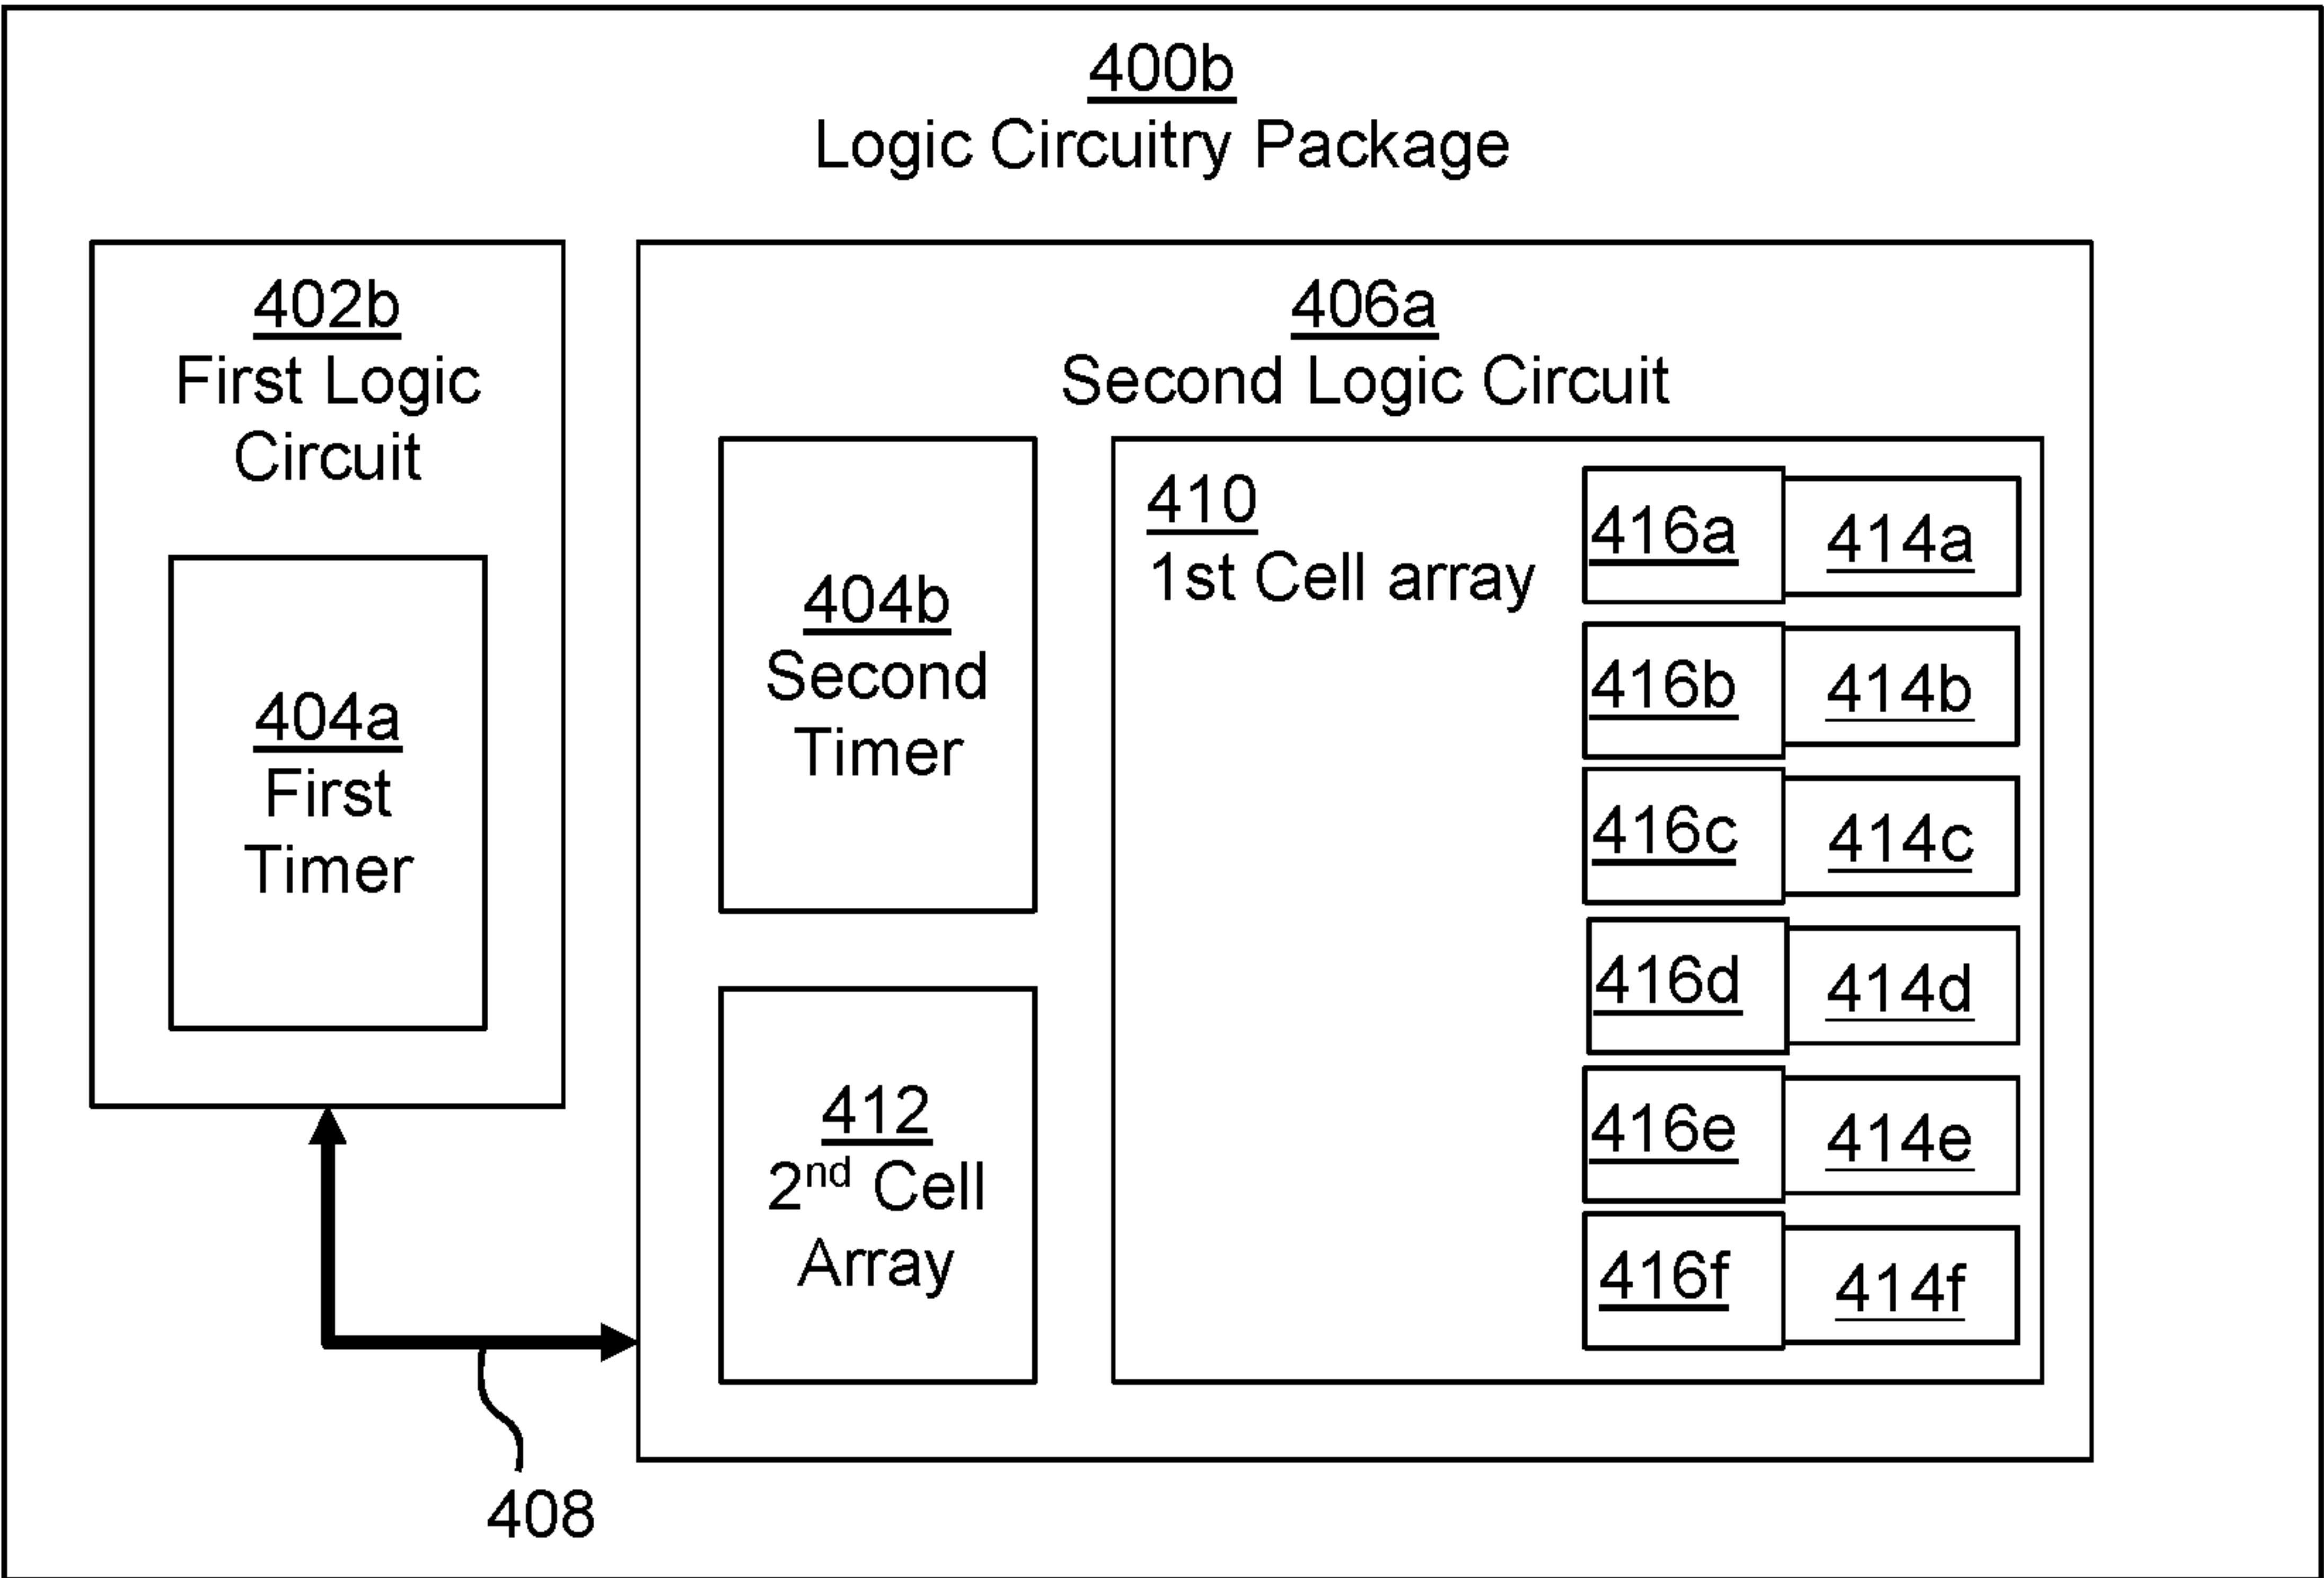 400b
Logic Circuitry Package
402b
First Logic
Circuit
404a
First
Timer
406a
Second Logic Circuit
404b
Second
Timer
412
2nd Cell
Array
410
1st Cell array
416a 414a
416b 414b
416c 414c
416d 414d
416e 414e
416f 414f
408